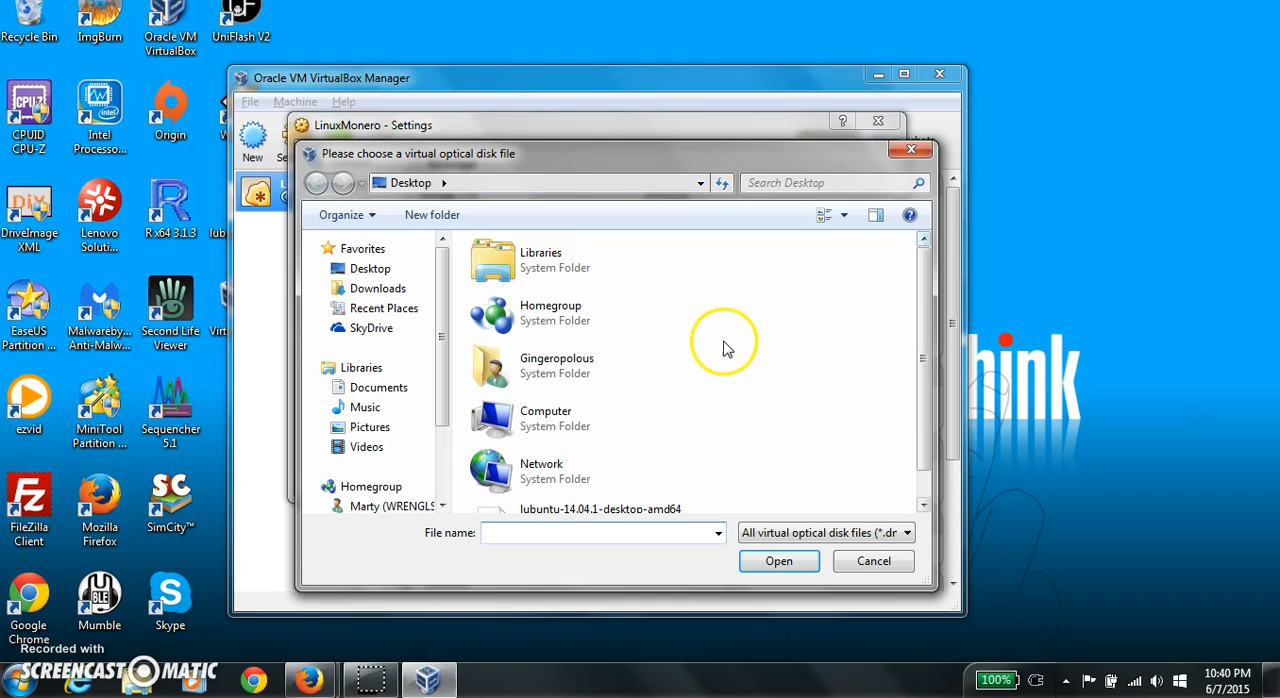 Recycle Bin
ImgBurn
Oracle VM
VirtualBox
UniFlash V2
CPUID
CPU-Z
Intel
Processo...
Origin
DriveImage
XML
Lenovo
Soluti...
R x64 3.1.3
EaseUS
Partition ...
Malwareby...
Anti-Malw...
Second Life
Viewer
ezvid
MiniTool
Partition ...
Sequencher
5.1
FileZilla
Client
Mozilla
Firefox
SimCity™
Google
Chrome
Mumble
Skype
Oracle VM VirtualBox Manager
File Machine Help
New
LinuxMonero - Settings
Please choose a virtual optical disk file
Desktop
Search Desktop
Organize
New folder
Favorites
Desktop
Downloads
Recent Places
SkyDrive
Libraries
Documents
Music
Pictures
Videos
Homegroup
Marty (WRENGLS
Libraries
System Folder
Homegroup
System Folder
Gingeropolous
System Folder
Computer
System Folder
Network
System Folder
lubuntu-14.04.1-desktop-amd64
File name:
All virtual optical disk files (*.dr
Open
Cancel
hink
Recorded with
SCREENCAST-O-MATIC
100%
10:40 PM
6/7/2015